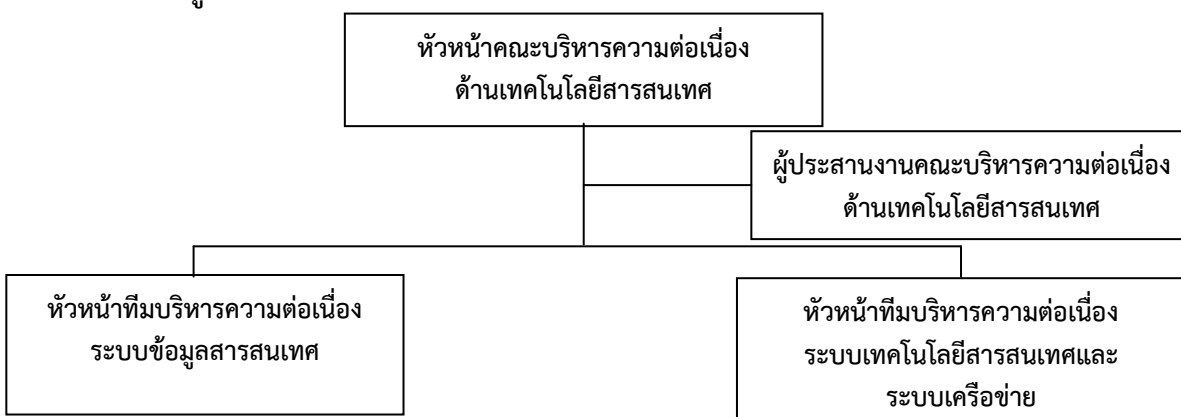 หัวหน้าคณะบริหารความต่อเนื่อง
ด้านเทคโนโลยีสารสนเทศ
ผู้ประสานงานคณะบริหารความต่อเนื่อง
ด้านเทคโนโลยีสารสนเทศ
หัวหน้าทีมบริหารความต่อเนื่อง
ระบบข้อมูลสารสนเทศ
หัวหน้าทีมบริหารความต่อเนื่อง
ระบบเทคโนโลยีสารสนเทศและ
ระบบเครือข่าย